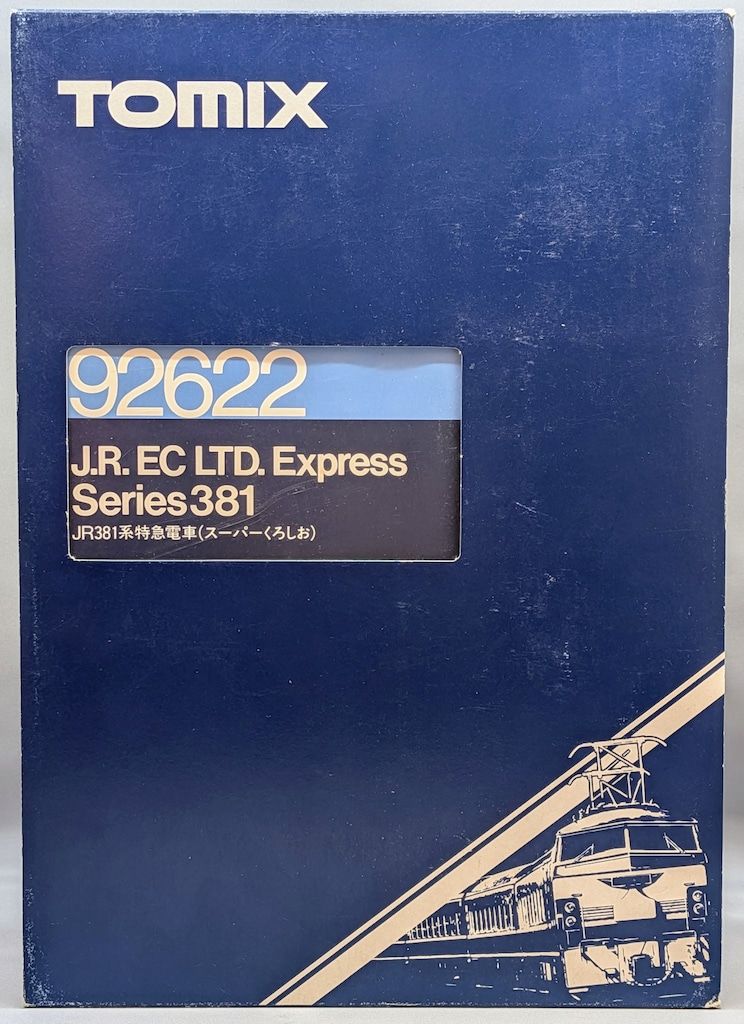 TOMIX
92622
J.R. EC LTD. Express
Series 381
JR381系特急電車(スーパーくろしお)